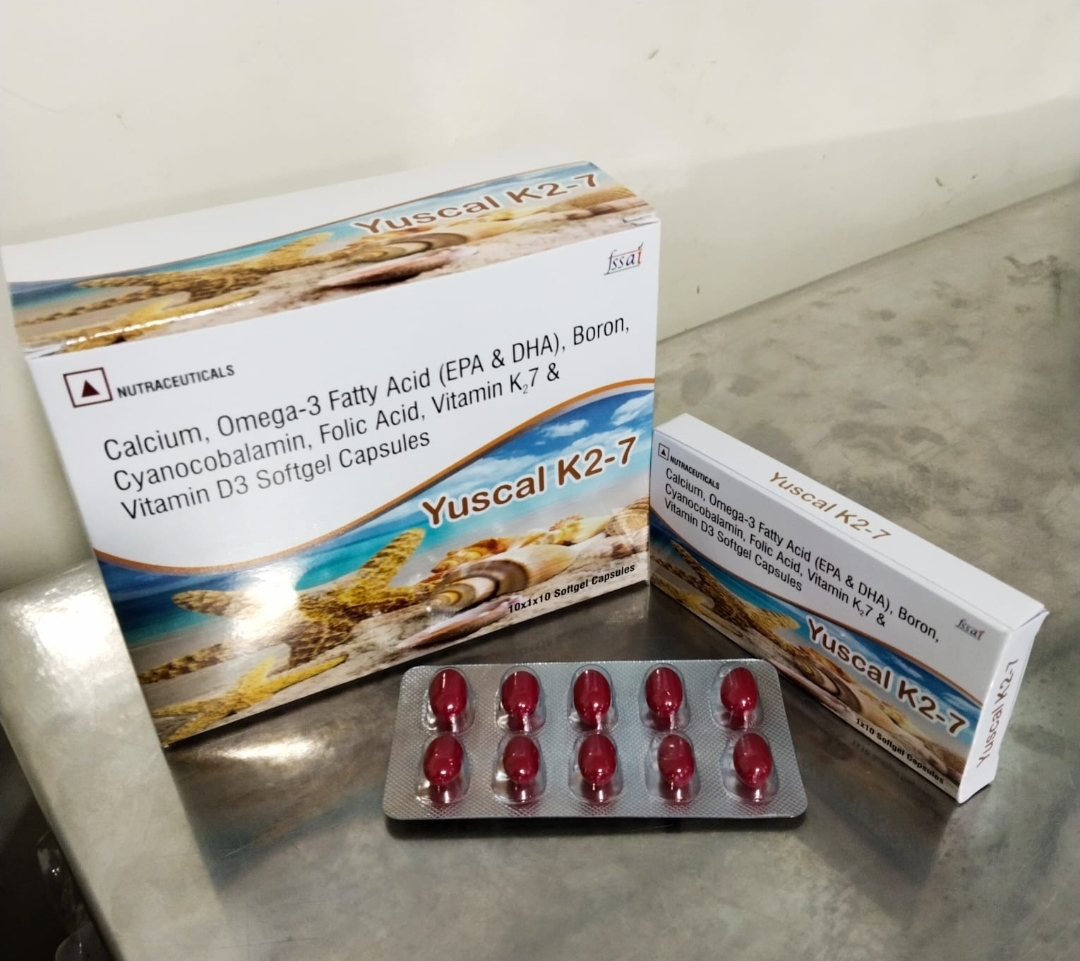 Yuscal K2-7
fssai
NUTRACEUTICALS
Calcium, Omega-3 Fatty Acid (EPA & DHA), Boron,
Cyanocobalamin, Folic Acid, Vitamin K₂7 &
Vitamin D3 Softgel Capsules
Yuscal K2-7
10x1x10 Softgel Capsules
Yuscal K2-7
NUTRACEUTICALS
Calcium, Omega-3 Fatty Acid (EPA & DHA), Boron,
Cyanocobalamin, Folic Acid, Vitamin K₂7 &
Vitamin D3 Softgel Capsules
fssai
Yuscal K2-7
1x10 Softgel Capsules
Yuscal K2-7